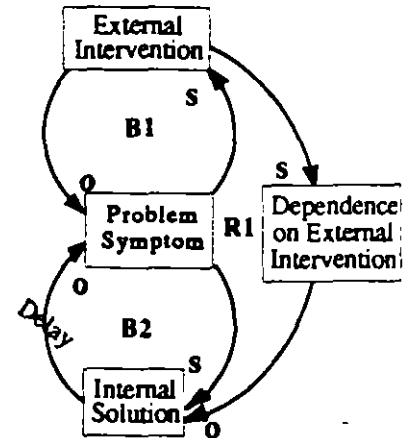 External
Intervention
S
B1
S
O
Problem
Symptom
R1
Dependence
on External
Intervention
O
Delay
B2
S
Internal
Solution
O